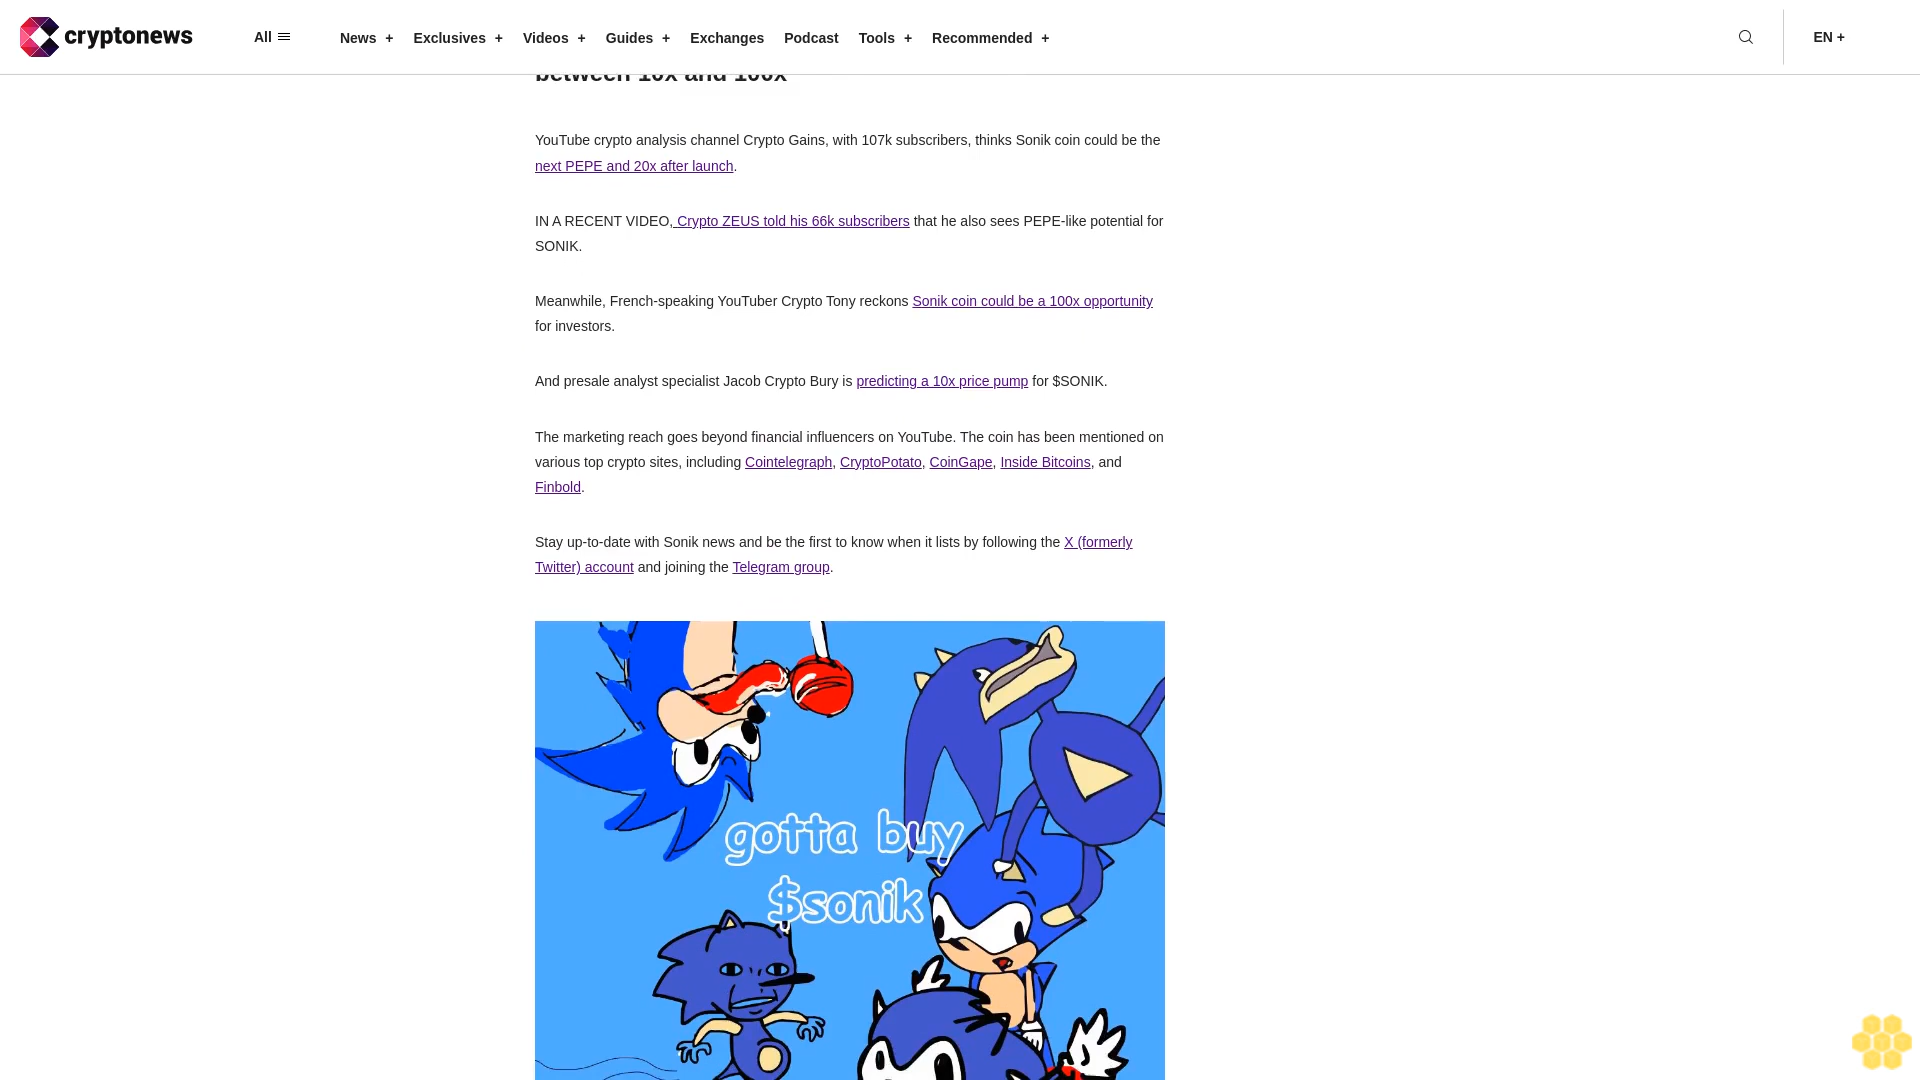 cryptonews
All
News + Exclusives + Videos + Guides + Exchanges Podcast Tools + Recommended +
EN +
between 10x and 100x
YouTube crypto analysis channel Crypto Gains, with 107k subscribers, thinks Sonik coin could be the
next PEPE and 20x after launch.
IN A RECENT VIDEO, Crypto ZEUS told his 66k subscribers that he also sees PEPE-like potential for
SONIK.
Meanwhile, French-speaking YouTuber Crypto Tony reckons Sonik coin could be a 100x opportunity
for investors.
And presale analyst specialist Jacob Crypto Bury is predicting a 10x price pump for $SONIK.
The marketing reach goes beyond financial influencers on YouTube. The coin has been mentioned on
various top crypto sites, including Cointelegraph, CryptoPotato, CoinGape, Inside Bitcoins, and
Finbold.
Stay up-to-date with Sonik news and be the first to know when it lists by following the X (formerly
Twitter) account and joining the Telegram group.
gotta buy
$sonik